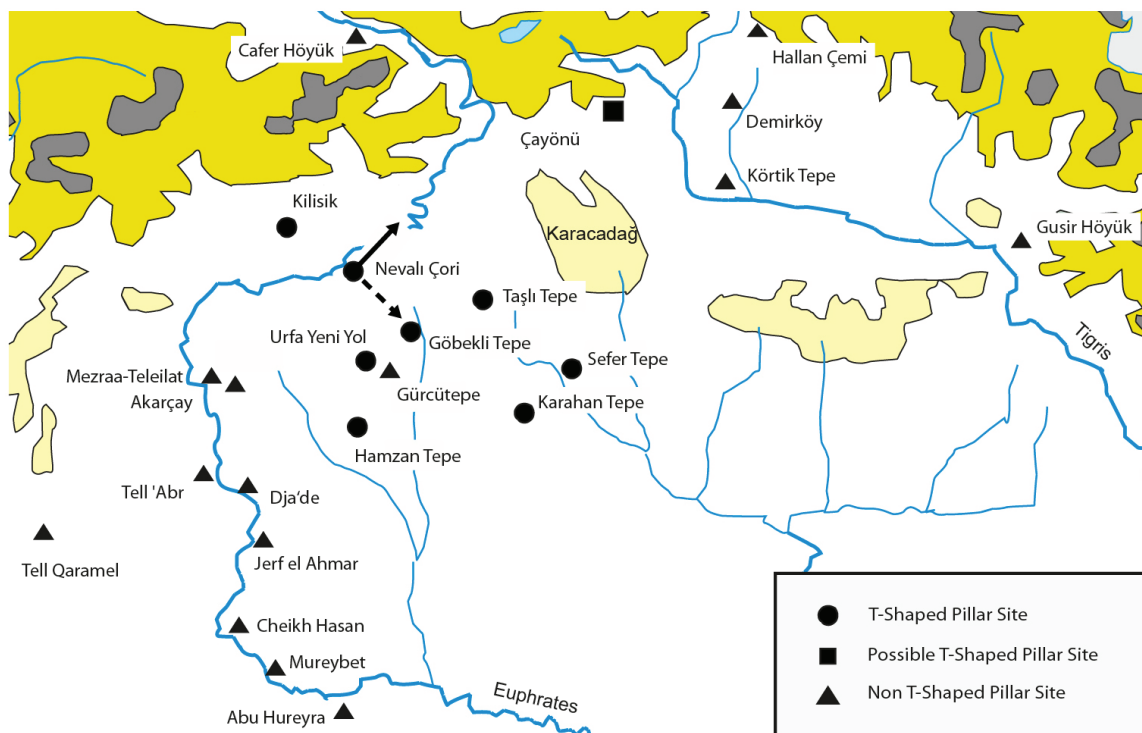 Cafer Höyük
Hallan Çemi
Demirköy
Çayönü
Körtik Tepe
Kilisik
Karacadağ
Gusir Höyük
Nevalı Çori
Taşlı Tepe
Urfa Yeni Yol
Göbekli Tepe
Tigris
Sefer Tepe
Mezraa-Teleilat
Akarçay
Gürcütepe
Karahan Tepe
Hamzan Tepe
Tell 'Abr
Dja‘de
Tell Qaramel
Jerf el Ahmar
Cheikh Hasan
Mureybet
Euphrates
Abu Hureyra
T-Shaped Pillar Site
Possible T-Shaped Pillar Site
Non T-Shaped Pillar Site